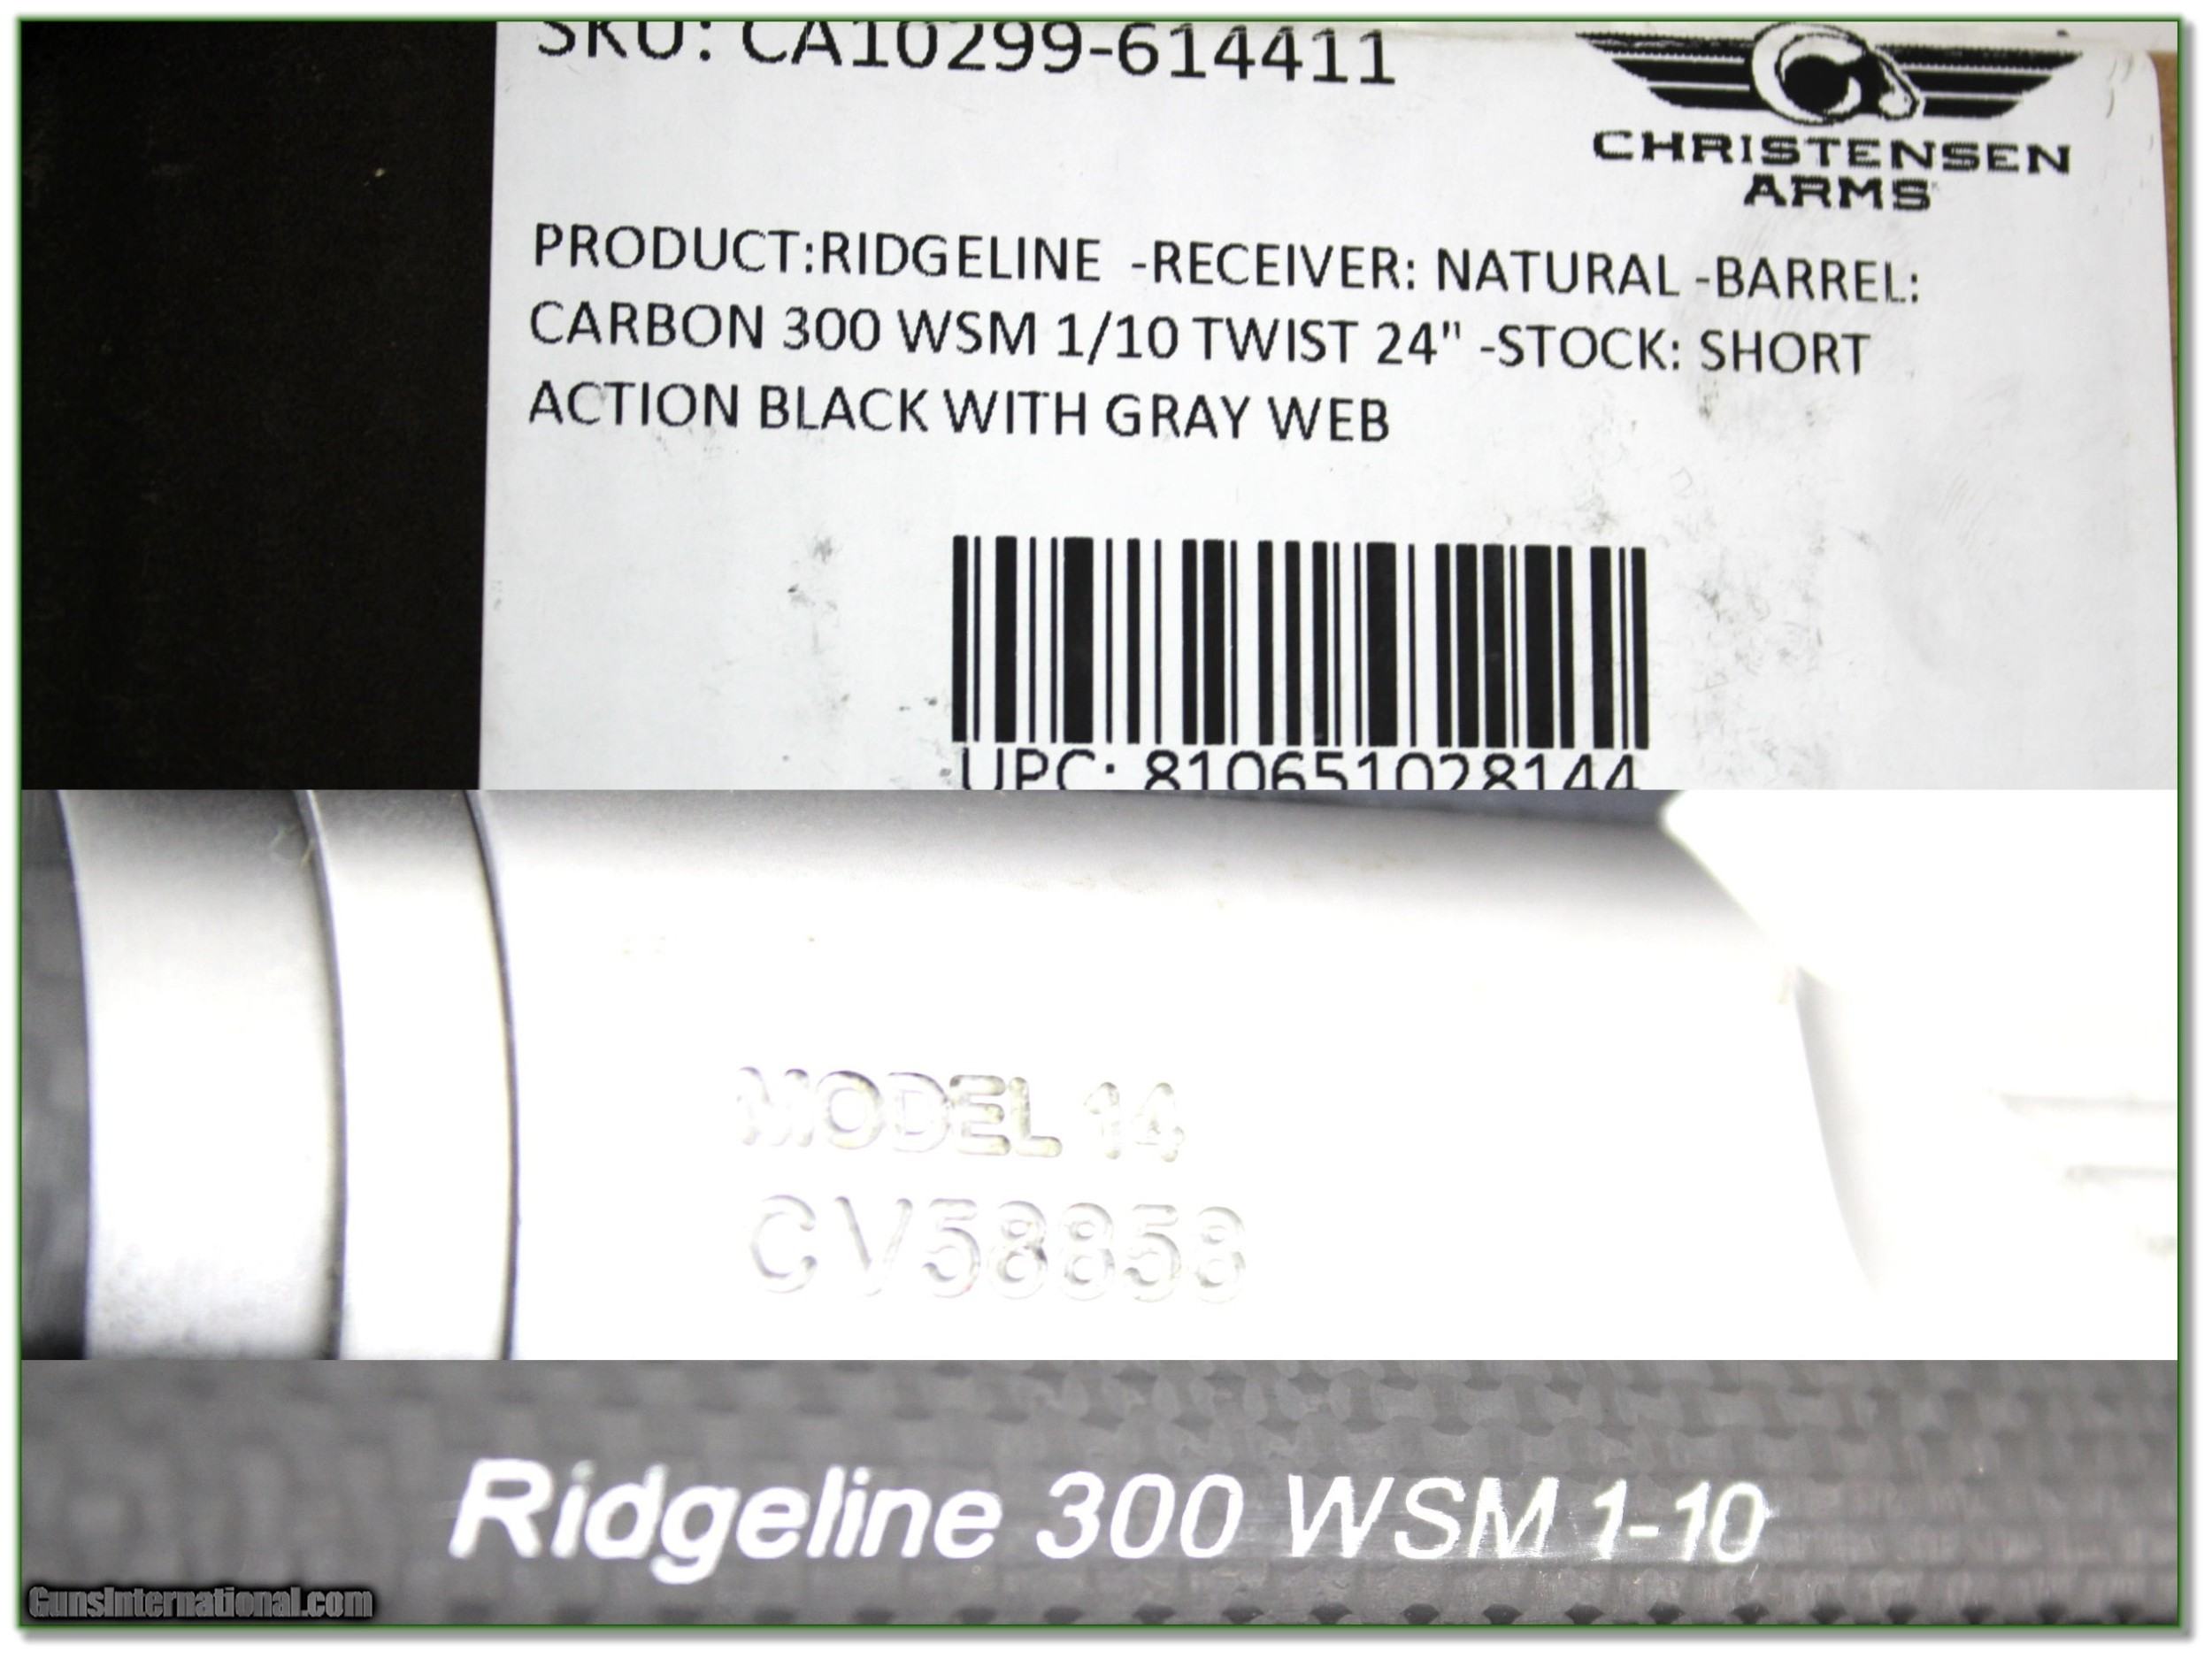 SKU: CA10299-614411
CHRISTENSEN
ARMS
PRODUCT:RIDGELINE -RECEIVER: NATURAL -BARREL:
CARBON 300 WSM 1/10 TWIST 24" -STOCK: SHORT
ACTION BLACK WITH GRAY WEB
UPC: 810651028144
MODEL 14
CV58858
Ridgeline 300 WSM 1-10
GunsInternational.com